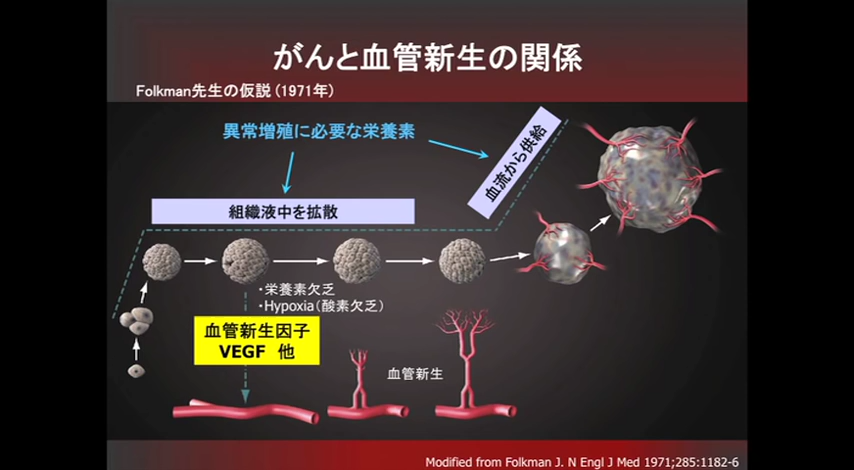 がんと血管新生の関係
Folkman先生の仮説(1971年)
異常増殖に必要な栄養素
血流から供給
組織液中を拡散
・栄養素欠乏
・Hypoxia(酸素欠乏)
血管新生因子
VEGF 他
血管新生
Modified from Folkman J. N Engl J Med 1971;285:1182-6